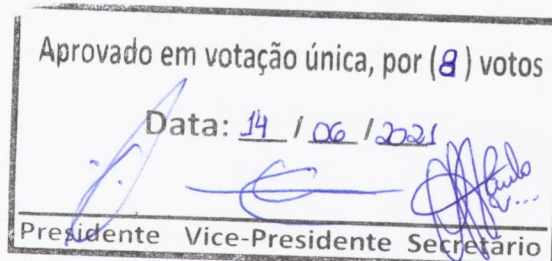 Aprovado em votação única, por (8) votos
Data: 14 / 06 / 2021
Presidente Vice-Presidente Secretário